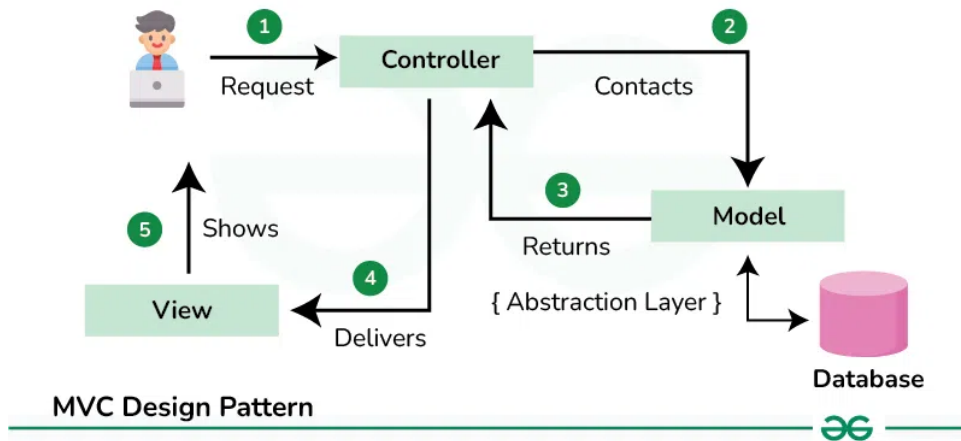 1
2
Controller
Request
Contacts
3
Model
5
Shows
Returns
4
{ Abstraction Layer }
View
Delivers
Database
MVC Design Pattern